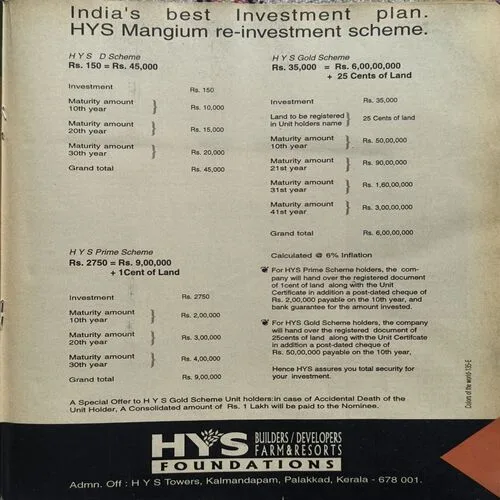 India's best Investment plan.
HYS Mangium re-investment scheme.
H Y S D Scheme
Rs. 150 = Rs. 45,000
Investment Rs. 150
Maturity amount
10th year Rs. 10,000
Maturity amount
20th year Rs. 15,000
Maturity amount
30th year Rs. 20,000
Grand total Rs. 45,000
H Y S Prime Scheme
Rs. 2750 = Rs. 9,00,000
+ 1Cent of Land
Investment Rs. 2750
Maturity amount
10th year Rs. 2,00,000
Maturity amount
20th year Rs. 3,00,000
Maturity amount
30th year Rs. 4,00,000
Grand total Rs. 9,00,000
H Y S Gold Scheme
Rs. 35,000 = Rs. 6,00,00,000
+ 25 Cents of Land
Investment Rs. 35,000
Land to be registered
in Unit holders name 25 Cents of land
Maturity amount
10th year Rs. 50,00,000
Maturity amount
21st year Rs. 90,00,000
Maturity amount
31st year Rs. 1,60,00,000
Maturity amount
41st year Rs. 3,00,00,000
Grand total Rs. 6,00,00,000
Calculated @ 6% Inflation
For HYS Prime Scheme holders, the com-
pany will hand over the registered document
of 1cent of land along with the Unit
Certificate in addition a post-dated cheque of
Rs. 2,00,000 payable on the 10th year, and
bank guarantee for the amount invested.
For HYS Gold Scheme holders, the company
will hand over the registered document of
25cents of land along with the Unit Certificate
in addition a postdated cheque of
Rs. 50,00,000 payable on the 10th year,
Hence HYS assures you total security for
your investment.
Colors of the world-135-E
A Special Offer to H Y S Gold Scheme Unit holders:in case of Accidental Death of the
Unit Holder, A Consolidated amount of Rs. 1 Lakh will be paid to the Nominee.
HYS BUILDERS / DEVELOPERS
FARM & RESORTS
FOUNDATIONS
Admn. Off : H Y S Towers, Kalmandapam, Palakkad, Kerala - 678 001.